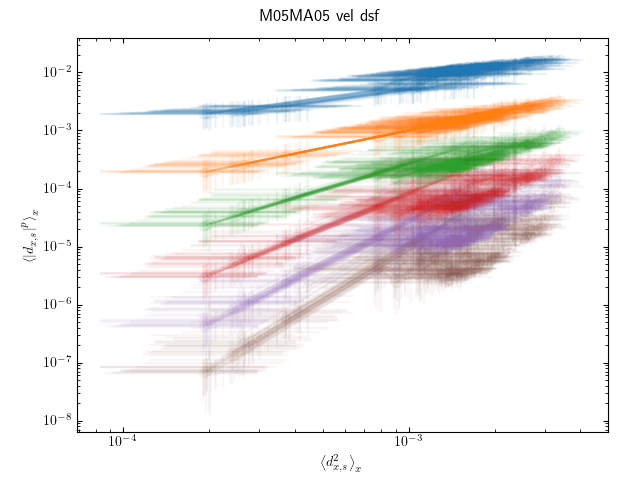 M05MA05 vel dsf
10⁻²
10⁻³
10⁻⁴
10⁻⁵
10⁻⁶
10⁻⁷
10⁻⁸
⟨|d_{x,s}|^p⟩_x
10⁻⁴ 10⁻³
⟨d²_{x,s}⟩_x